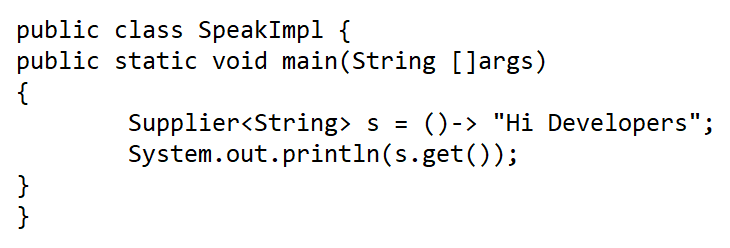 public class SpeakImpl {
public static void main(String []args)
{
Supplier<String> s = ()-> "Hi Developers";
System.out.println(s.get());
}
}